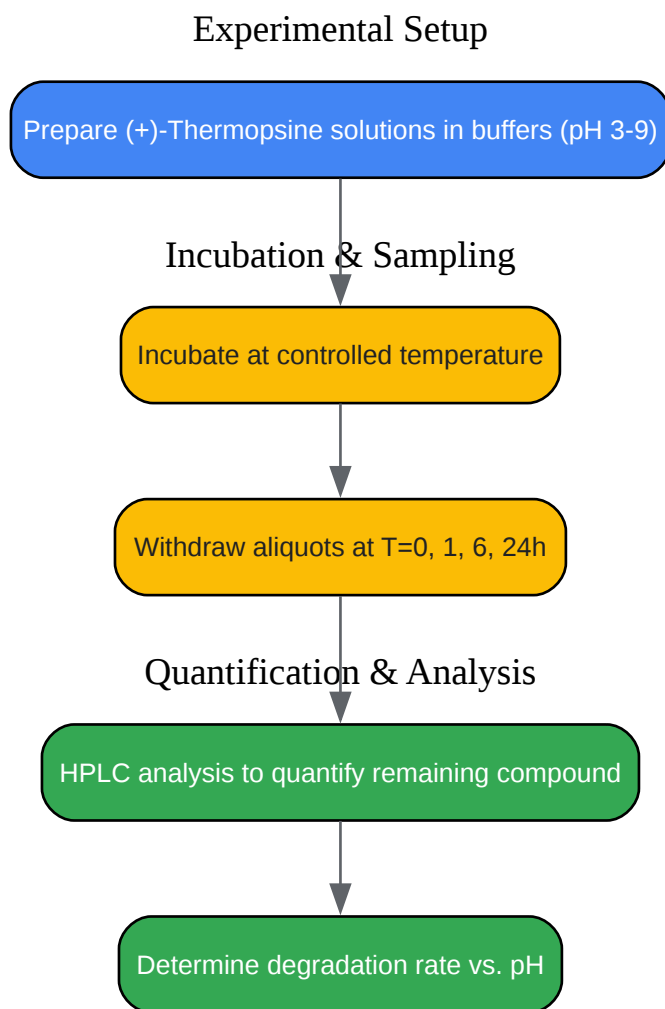 Experimental Setup
Prepare (+)-Thermopsine solutions in buffers (pH 3-9)
Incubation & Sampling
Incubate at controlled temperature
Withdraw aliquots at T=0, 1, 6, 24h
Quantification & Analysis
HPLC analysis to quantify remaining compound
Determine degradation rate vs. pH